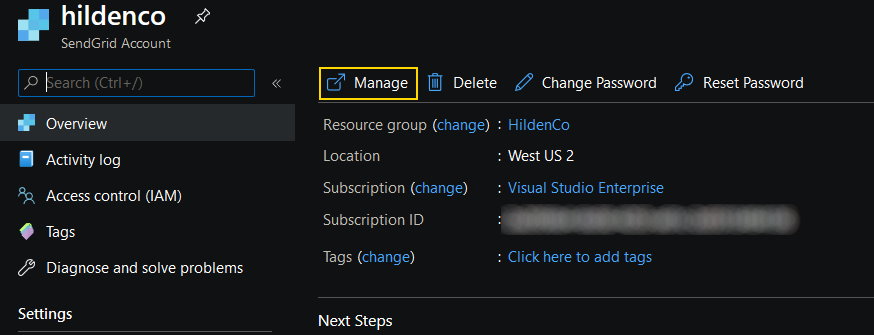 hildenco
SendGrid Account
Search (Ctrl+/)
«
Overview
Activity log
Access control (IAM)
Tags
Diagnose and solve problems
Settings
Manage Delete Change Password Reset Password
Resource group (change) : HildenCo
Location : West US 2
Subscription (change) : Visual Studio Enterprise
Subscription ID :
Tags (change) : Click here to add tags
Next Steps